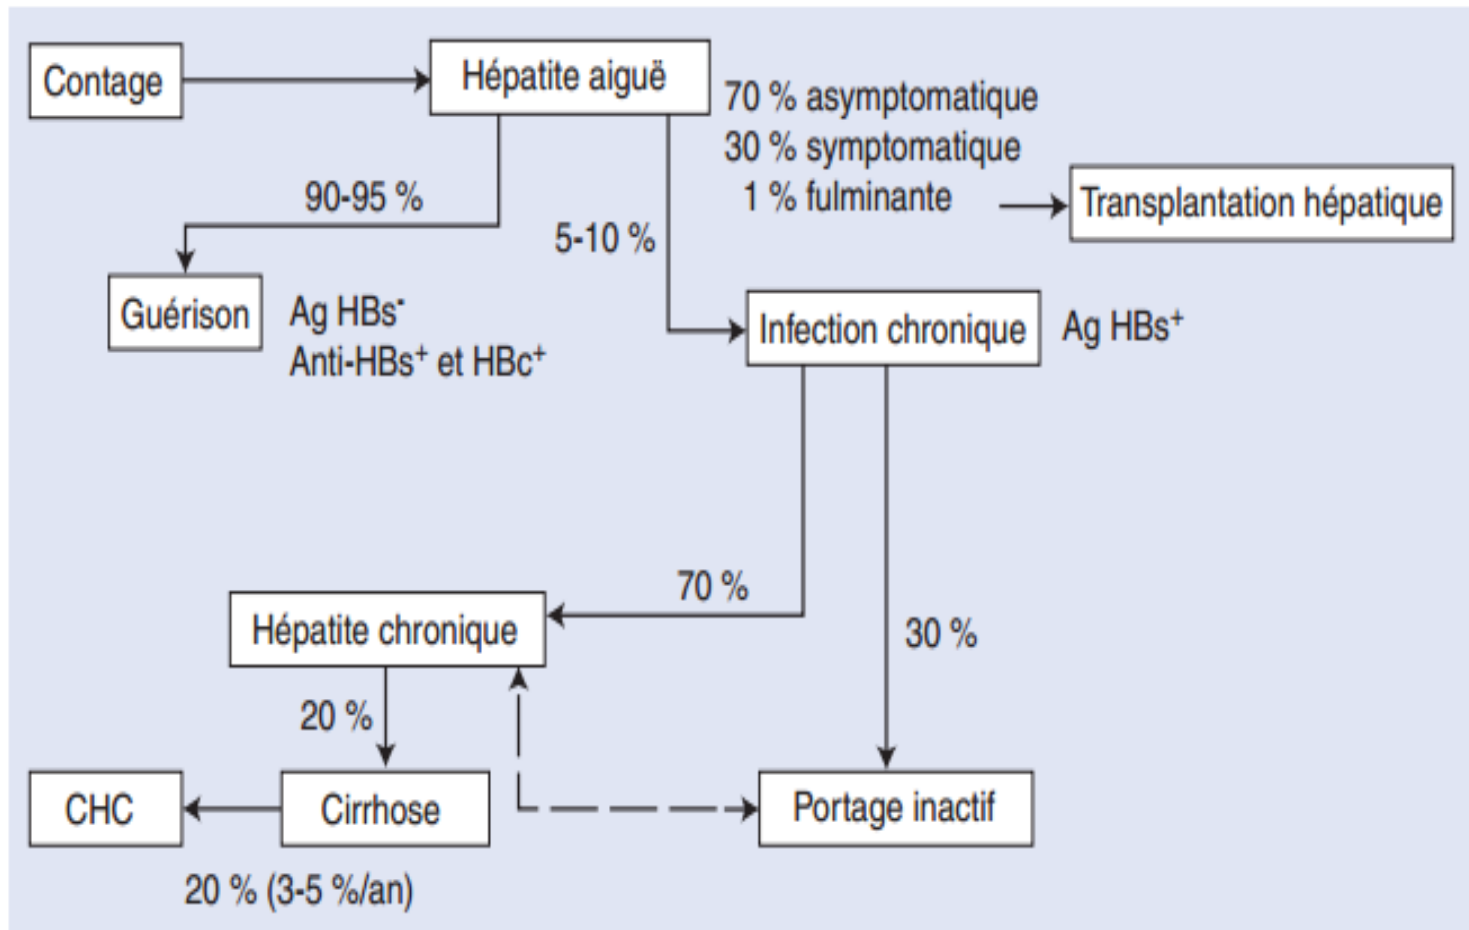 Contage
Hépatite aiguë
70 % asymptomatique
30 % symptomatique
1 % fulminante
Transplantation hépatique
90-95 %
5-10 %
Guérison
Ag HBs-
Anti-HBs+ et HBc+
Infection chronique
Ag HBs+
70 %
30 %
Hépatite chronique
20 %
CHC
Cirrhose
Portage inactif
20 % (3-5 %/an)